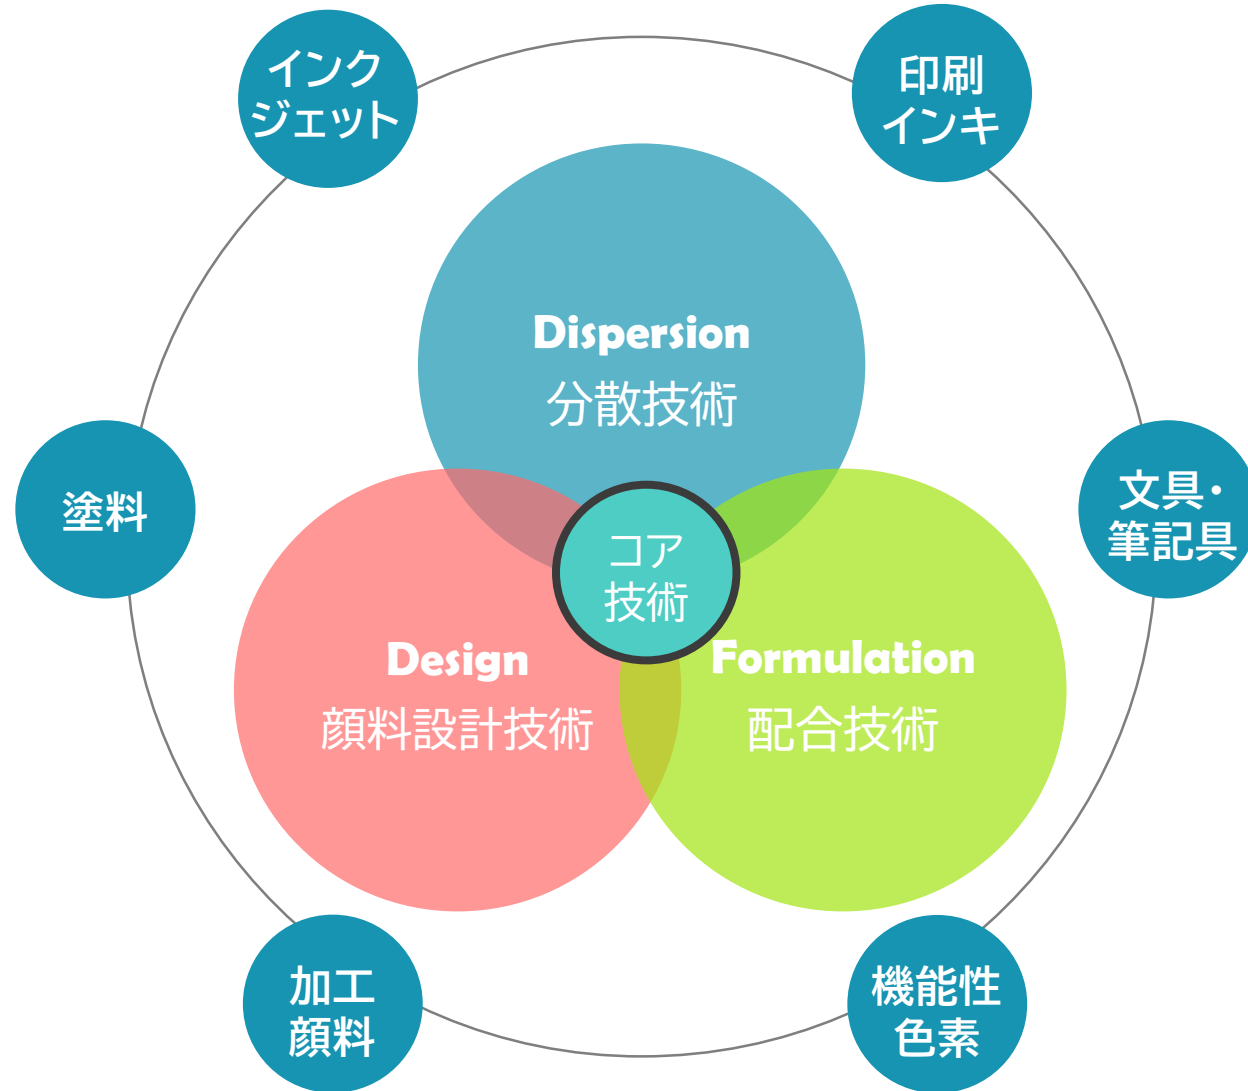 インク
ジェット
印刷
インキ
Dispersion
分散技術
塗料
文具・
筆記具
コア
技術
Design
顔料設計技術
Formulation
配合技術
加工
顔料
機能性
色素